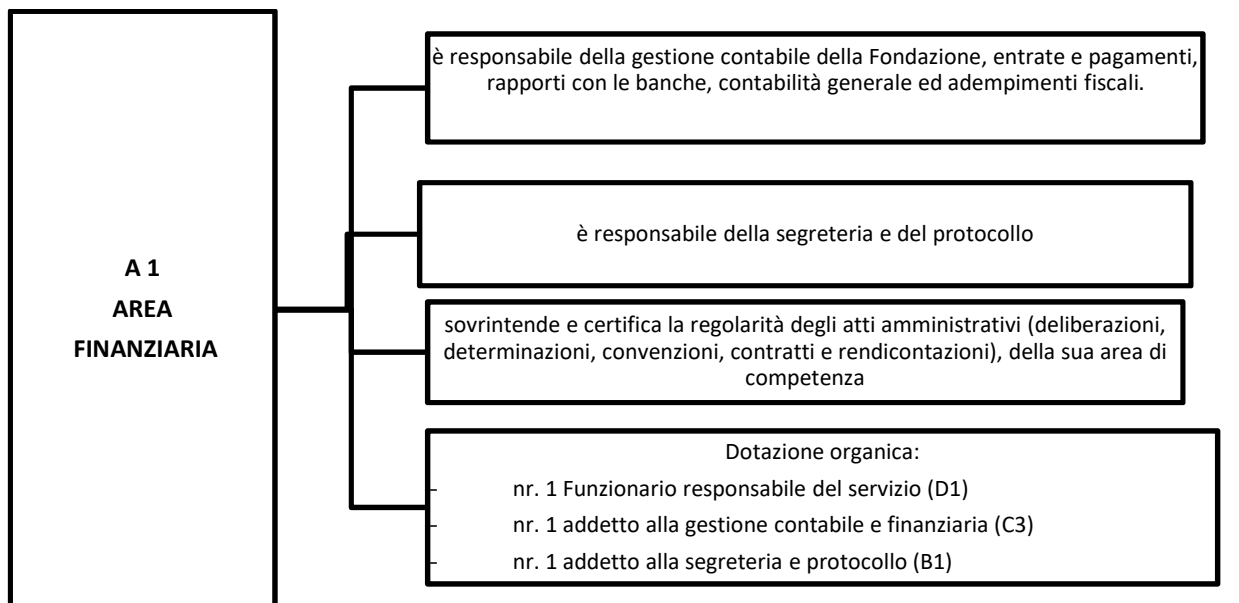 A 1
AREA
FINANZIARIA
è responsabile della gestione contabile della Fondazione, entrate e pagamenti,
rapporti con le banche, contabilità generale ed adempimenti fiscali.
è responsabile della segreteria e del protocollo
sovrintende e certifica la regolarità degli atti amministrativi (deliberazioni,
determinazioni, convenzioni, contratti e rendicontazioni), della sua area di
competenza
Dotazione organica:
- nr. 1 Funzionario responsabile del servizio (D1)
- nr. 1 addetto alla gestione contabile e finanziaria (C3)
- nr. 1 addetto alla segreteria e protocollo (B1)